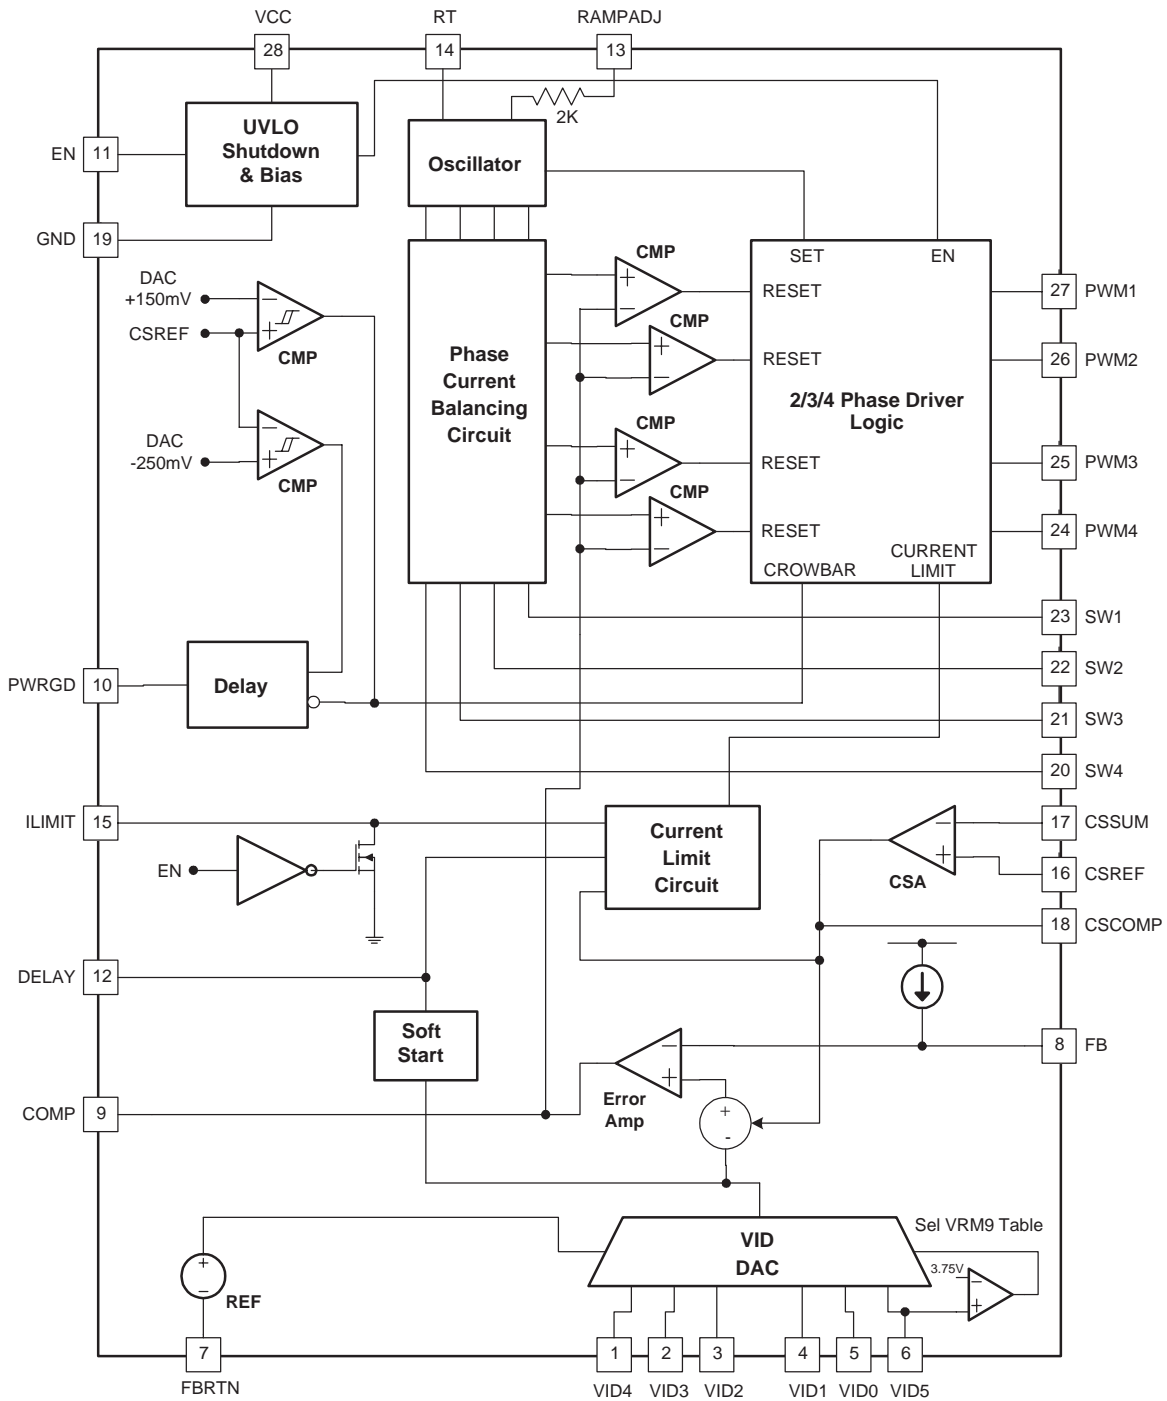 VCC
RT
RAMPADJ
28
14
13
2K
UVLO
Shutdown
& Bias
EN
11
Oscillator
GND
19
SET
EN
DAC
+150mV
CSREF
−
+
CMP
CMP
+
−
RESET
27
PWM1
CMP
+
−
RESET
26
PWM2
Phase
Current
Balancing
Circuit
2/3/4 Phase Driver
Logic
DAC
-250mV
−
+
CMP
CMP
+
−
RESET
25
PWM3
CMP
+
−
RESET
24
PWM4
CURRENT
LIMIT
CROWBAR
23
SW1
22
SW2
PWRGD
10
Delay
21
SW3
20
SW4
ILIMIT
15
Current
Limit
Circuit
−
+
CSA
17
CSSUM
EN
16
CSREF
18
CSCOMP
DELAY
12
Soft
Start
−
+
Error
Amp
8
FB
COMP
9
+
-
Sel VRM9 Table
VID
DAC
3.75V
−
+
+
−
REF
7
1
2
3
4
5
6
FBRTN
VID4
VID3
VID2
VID1
VID0
VID5